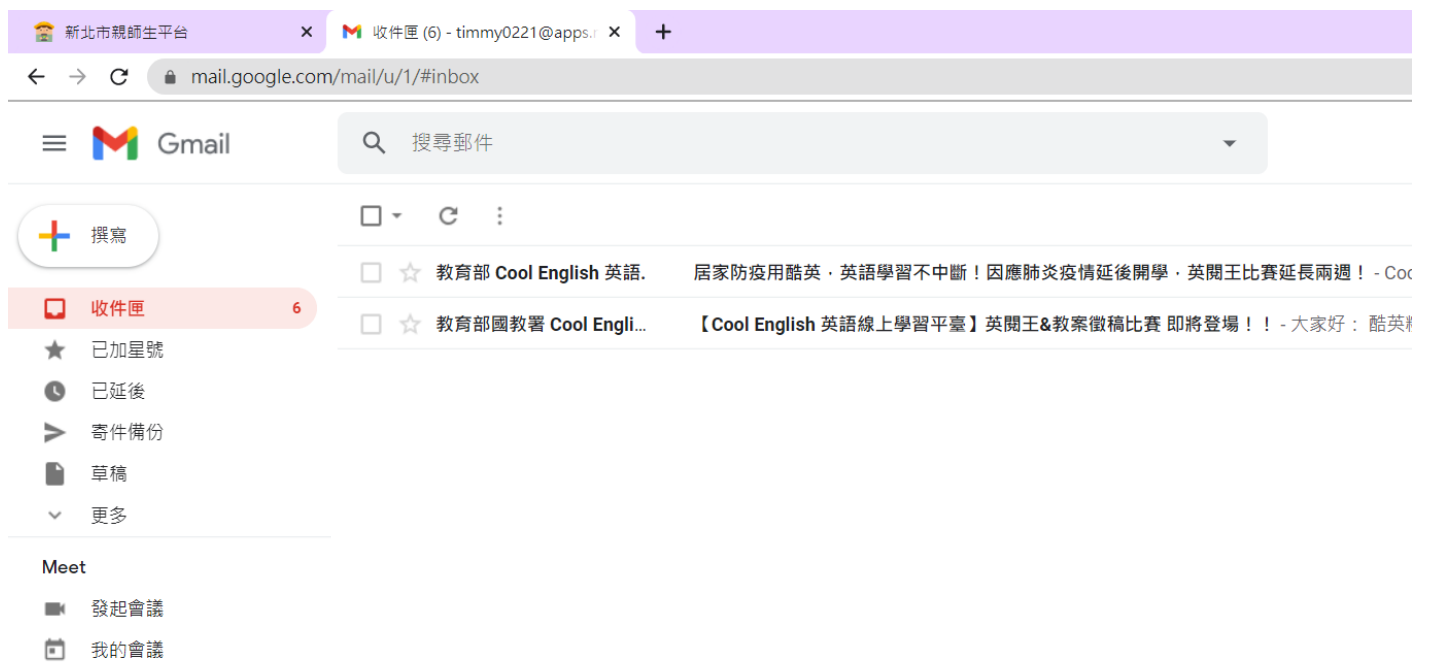 新北市親師生平台
收件匣 (6) - timmy0221@apps.
mail.google.com/mail/u/1/#inbox
Gmail
搜尋郵件
撰寫
教育部 Cool English 英語.
居家防疫用酷英．英語學習不中斷！因應肺炎疫情延後開學．英閱王比賽延長兩週！ - Coo
收件匣 6
教育部國教署 Cool Engli...
【Cool English 英語線上學習平臺】英閱王&教案徵稿比賽 即將登場！！ - 大家好： 酷英
已加星號
已延後
寄件備份
草稿
更多
Meet
發起會議
我的會議